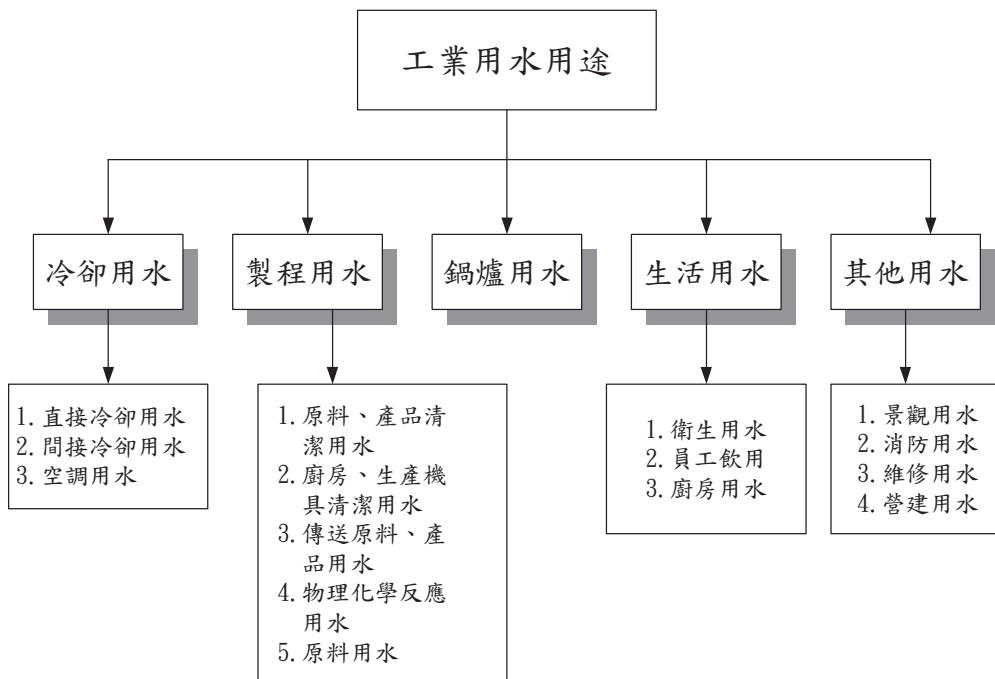 工業用水用途
冷卻用水
製程用水
鍋爐用水
生活用水
其他用水
1.直接冷卻用水
2.間接冷卻用水
3.空調用水
1.原料、產品清
潔用水
2.廚房、生產機
具清潔用水
3.傳送原料、產
品用水
4.物理化學反應
用水
5.原料用水
1.衛生用水
2.員工飲用
3.廚房用水
1.景觀用水
2.消防用水
3.維修用水
4.營建用水